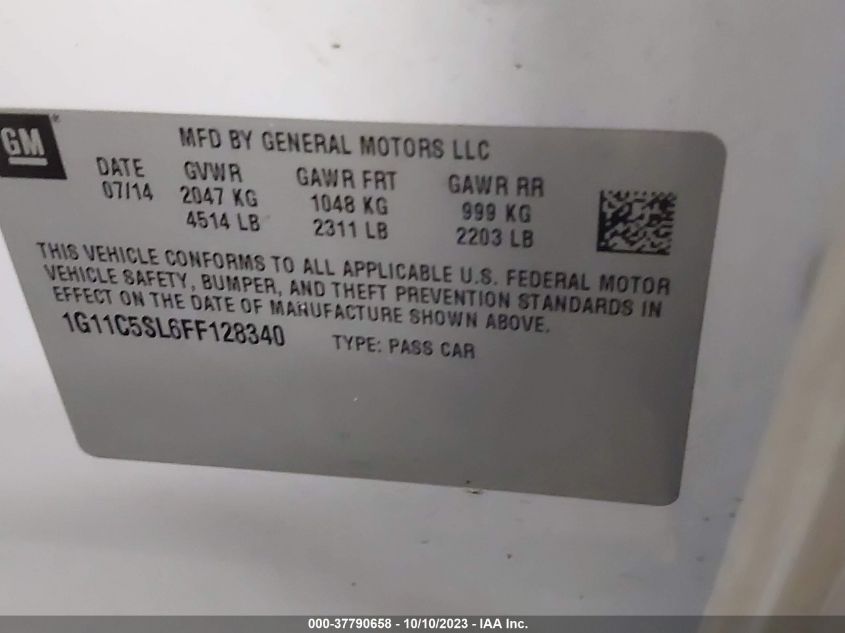 GM®
MFD BY GENERAL MOTORS LLC
DATE GVWR GAWR FRT GAWR RR
07/14 2047 KG 1048 KG 999 KG
4514 LB 2311 LB 2203 LB
THIS VEHICLE CONFORMS TO ALL APPLICABLE U.S. FEDERAL MOTOR
VEHICLE SAFETY, BUMPER, AND THEFT PREVENTION STANDARDS IN
EFFECT ON THE DATE OF MANUFACTURE SHOWN ABOVE.
1G11C5SL6FF128340 TYPE: PASS CAR
000-37790658 - 10/10/2023 - IAA Inc.